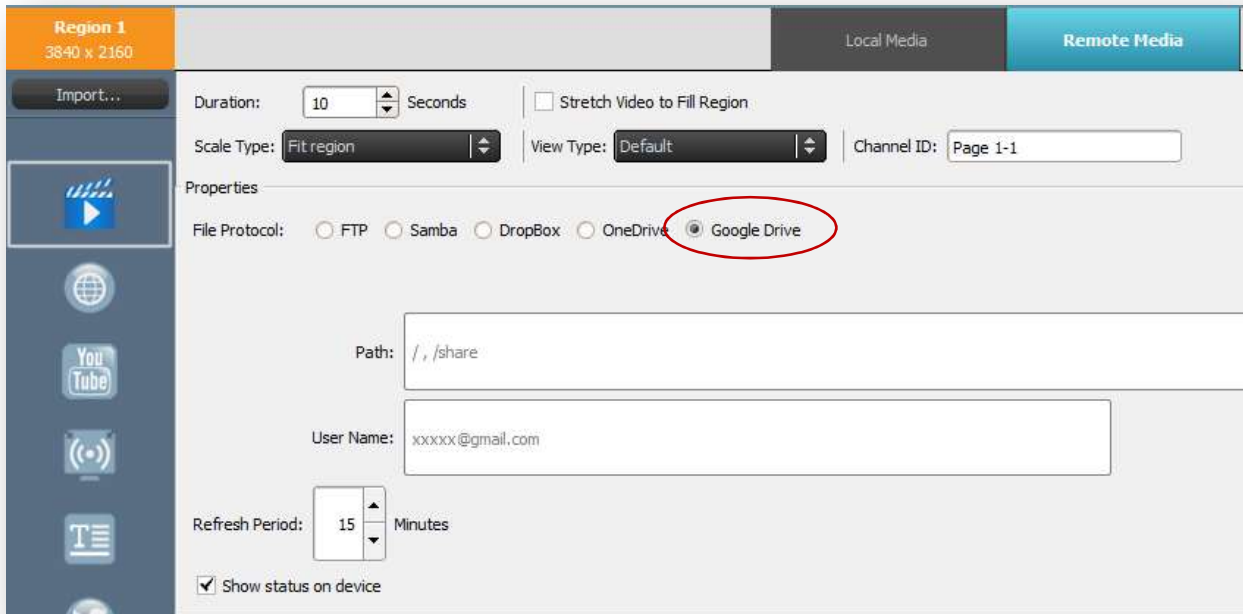 Region 1
3840 x 2160
Local Media
Remote Media
Import...
Duration: 10 Seconds Stretch Video to Fill Region
Scale Type: Fit region View Type: Default Channel ID: Page 1-1
Properties
File Protocol: FTP Samba DropBox OneDrive Google Drive
Path: / , /share
You
Tube
User Name: xxxxx@gmail.com
Refresh Period: 15 Minutes
T
Show status on device